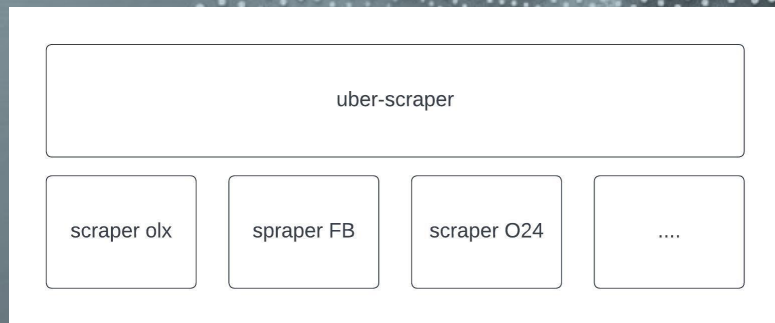 uber-scraper
scraper olx
spraper FB
scraper O24
....